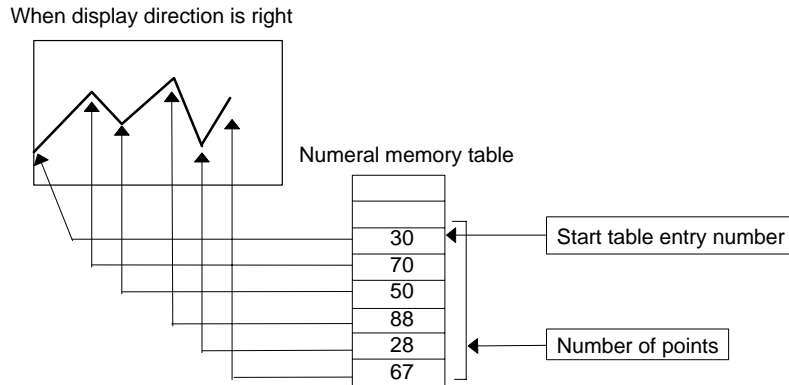 When display direction is right
Numeral memory table
30
Start table entry number
70
50
88
28
Number of points
67